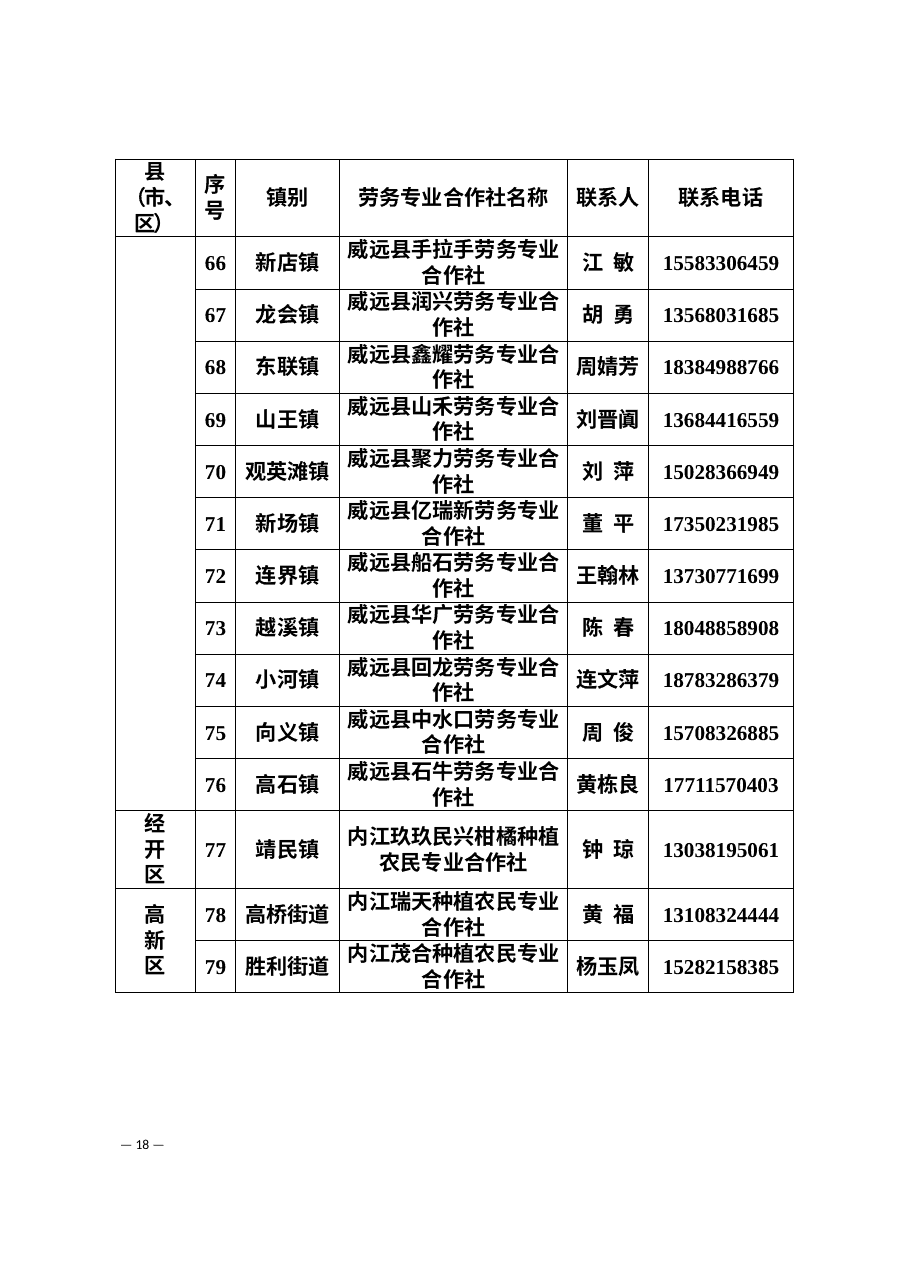 县
（市、
区）
序
号
镇别
劳务专业合作社名称
联系人
联系电话
66
新店镇
威远县手拉手劳务专业
合作社
江 敏
15583306459
67
龙会镇
威远县润兴劳务专业合
作社
胡 勇
13568031685
68
东联镇
威远县鑫耀劳务专业合
作社
周婧芳
18384988766
69
山王镇
威远县山禾劳务专业合
作社
刘晋阗
13684416559
70
观英滩镇
威远县聚力劳务专业合
作社
刘 萍
15028366949
71
新场镇
威远县亿瑞新劳务专业
合作社
董 平
17350231985
72
连界镇
威远县船石劳务专业合
作社
王翰林
13730771699
73
越溪镇
威远县华广劳务专业合
作社
陈 春
18048858908
74
小河镇
威远县回龙劳务专业合
作社
连文萍
18783286379
75
向义镇
威远县中水口劳务专业
合作社
周 俊
15708326885
76
高石镇
威远县石牛劳务专业合
作社
黄栋良
17711570403
经
开
区
77
靖民镇
内江玖玖民兴柑橘种植
农民专业合作社
钟 琼
13038195061
高
新
区
78
高桥街道
内江瑞天种植农民专业
合作社
黄 福
13108324444
79
胜利街道
内江茂合种植农民专业
合作社
杨玉凤
15282158385
— 18 —